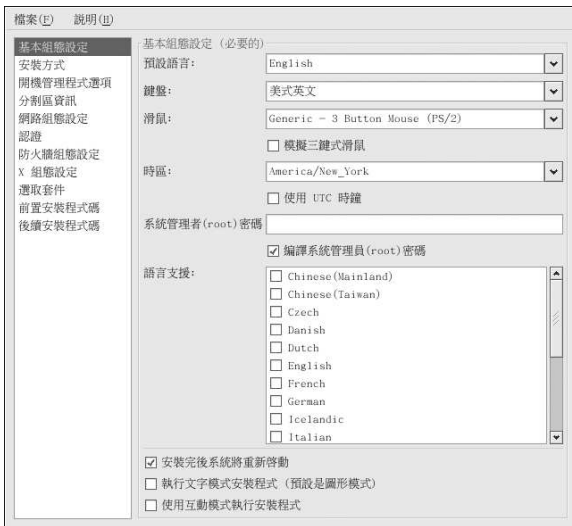 檔案(F) 説明(H)
基本組態設定
安裝方式
開機管理程式選項
分割區資訊
網路組態設定
認證
防火牆組態設定
X 組態設定
選取套件
前置安裝程式碼
後續安裝程式碼
基本組態設定 (必要的)
預設語言: English
鍵盤: 美式英文
滑鼠: Generic - 3 Button Mouse (PS/2)
模擬三鍵式滑鼠
時區: America/New_York
使用 UTC 時鐘
系統管理者(root)密碼
編譯系統管理員(root)密碼
語言支援:
Chinese(Mainland)
Chinese(Taiwan)
Czech
Danish
Dutch
English
French
German
Icelandic
Italian
安裝完後系統將重新啓動
執行文字模式安裝程式 (預設是圖形模式)
使用互動模式執行安裝程式